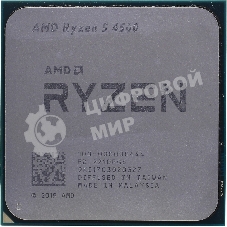 AMD Ryzen 5 4500
AMD
RYZEN
ЦИФРОВОЙ
МИР
DIFFUSED IN TAIWAN
MADE IN MALAYSIA
© 2019 AMD